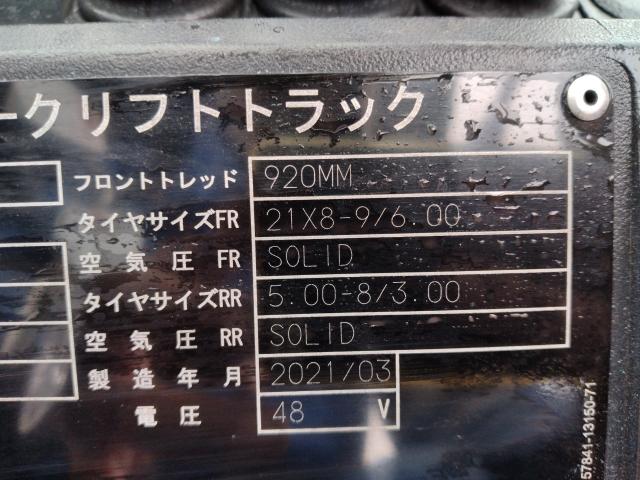 ークリフトトラック
フロントトレッド 920MM
タイヤサイズFR 21X8-9/6.00
空気圧 FR SOLID
タイヤサイズRR 5.00-8/3.00
空気圧 RR SOLID
製造年月 2021/03
電圧 48 V
57841-13150-71